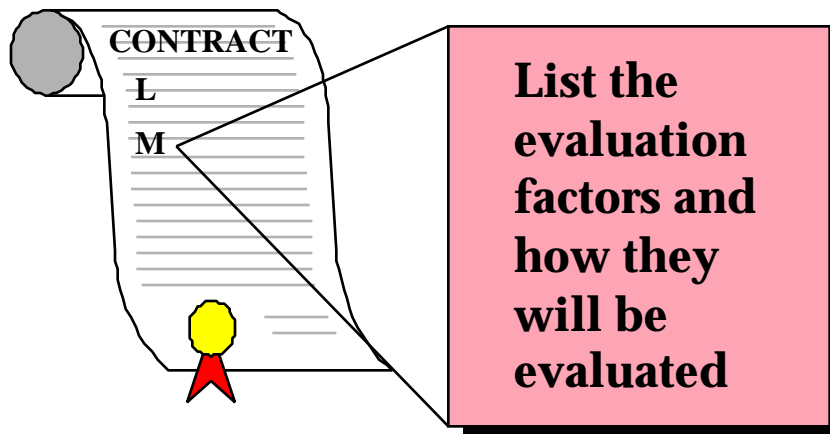 CONTRACT
L
M
List the
evaluation
factors and
how they
will be
evaluated